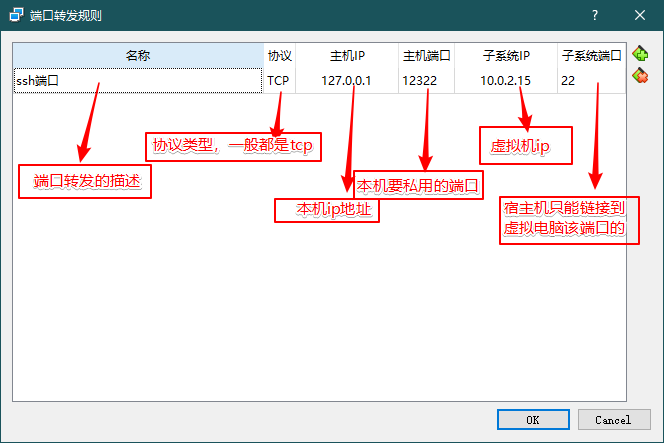 端口转发规则
名称 协议 主机IP 主机端口 子系统IP 子系统端口
ssh端口 TCP 127.0.0.1 12322 10.0.2.15 22
协议类型，一般都是tcp
虚拟机ip
端口转发的描述
本机要私用的端口
本机ip地址
宿主机只能链接到
虚拟电脑该端口的
OK Cancel